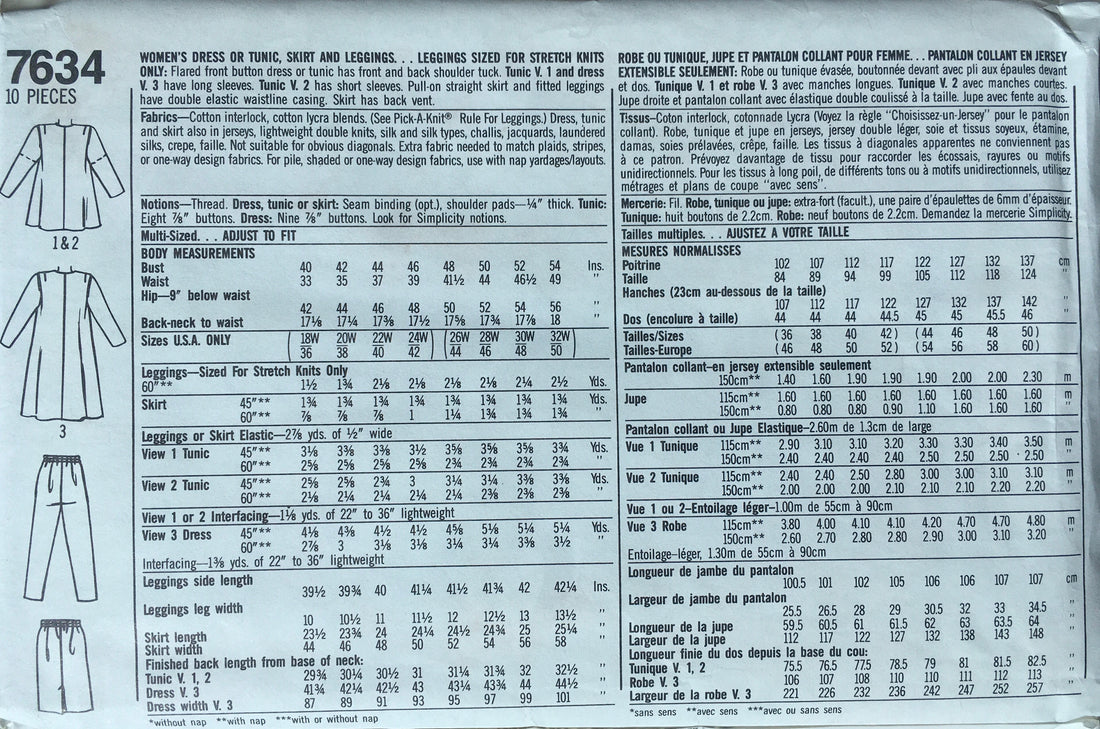 7634
10 PIECES
1 & 2
3
WOMEN'S DRESS OR TUNIC, SKIRT AND LEGGINGS. . . LEGGINGS SIZED FOR STRETCH KNITS
ONLY: Flared front button dress or tunic has front and back shoulder tuck. Tunic V. 1 and dress
V. 3 have long sleeves. Tunic V. 2 has short sleeves. Pull-on straight skirt and fitted leggings
have double elastic waistline casing. Skirt has back vent.
Fabrics—Cotton interlock, cotton lycra blends. (See Pick-A-Knit® Rule For Leggings.) Dress, tunic
and skirt also in jerseys, lightweight double knits, silk and silk types, challis, jacquards, laundered
silks, crepe, faille. Not suitable for obvious diagonals. Extra fabric needed to match plaids, stripes,
or one-way design fabrics. For pile, shaded or one-way design fabrics, use with nap yardages/layouts.
Notions—Thread. Dress, tunic or skirt: Seam binding (opt.), shoulder pads—¼" thick. Tunic:
Eight ⅞" buttons. Dress: Nine ⅞" buttons. Look for Simplicity notions.
Multi-Sized. . . ADJUST TO FIT
BODY MEASUREMENTS
Bust 40 42 44 46 48 50 52 54 Ins.
Waist 33 35 37 39 41½ 44 46½ 49 "
Hip—9" below waist
42 44 46 48 50 52 54 56 "
Back-neck to waist 17⅛ 17¼ 17⅜ 17½ 17⅝ 17¾ 17⅞ 18 "
Sizes U.S.A. ONLY (18W 20W 22W 24W) (26W 28W 30W 32W)
36 38 40 42 44 46 48 50
Leggings—Sized For Stretch Knits Only
60"** 1½ 1¾ 2⅛ 2⅛ 2⅛ 2⅛ 2¼ 2½ Yds.
Skirt 45"** 1¾ 1¾ 1¾ 1¾ 1¾ 1¾ 1¾ 1¾ Yds.
60"** ⅞ ⅞ ⅞ 1 1¼ 1¾ 1¾ 1¾ "
Leggings or Skirt Elastic—2⅞ yds. of ½" wide
View 1 Tunic 45"** 3⅛ 3⅜ 3⅜ 3½ 3⅝ 3⅝ 3⅝ 3¾ Yds.
60"** 2⅝ 2⅝ 2⅝ 2⅝ 2¾ 2¾ 2¾ 2¾ "
View 2 Tunic 45"** 2⅝ 2⅝ 2¾ 3 3¼ 3¼ 3⅜ 3⅜ Yds.
60"** 2⅛ 2¼ 2¼ 2¼ 2¼ 2⅜ 2⅜ 2⅜ "
View 1 or 2 Interfacing—1⅛ yds. of 22" to 36" lightweight
View 3 Dress 45"** 4⅛ 4⅜ 4½ 4½ 4⅝ 5⅛ 5¼ 5¼ Yds.
60"** 2⅞ 3 3⅛ 3⅛ 3¼ 3¼ 3⅜ 3½ "
Interfacing—1⅜ yds. of 22" to 36" lightweight
Leggings side length
39½ 39¾ 40 41¼ 41½ 41¾ 42 42¼ Ins.
Leggings leg width
10 10½ 11 11½ 12 12½ 13 13½ "
Skirt length 23½ 23¾ 24 24¼ 24½ 24¾ 25 25¼ "
Skirt width 44 46 48 50 52 54 56 58 "
Finished back length from base of neck:
Tunic V. 1, 2 29¾ 30¼ 30½ 31 31¼ 31¾ 32 32½ "
Dress V. 3 41¾ 42¼ 42½ 43 43¼ 43¾ 44 44½ "
Dress width V. 3 87 89 91 93 95 97 99 101 "
*without nap **with nap ***with or without nap
ROBE OU TUNIQUE, JUPE ET PANTALON COLLANT POUR FEMME. . . PANTALON COLLANT EN JERSEY
EXTENSIBLE SEULEMENT: Robe ou tunique évasée, boutonnée devant avec pli aux épaules devant
et dos. Tunique V. 1 et robe V. 3 avec manches longues. Tunique V. 2 avec manches courtes.
Jupe droite et pantalon collant avec élastique double coulissé à la taille. Jupe avec fente au dos.
Tissus—Coton interlock, cotonnade Lycra (Voyez la règle "Choisissez-un-Jersey" pour le pantalon
collant). Robe, tunique et jupe en jerseys, jersey double léger, soie et tissus soyeux, étamine,
damas, soies prélavées, crêpe, faille. Les tissus à diagonales apparentes ne conviennent pas
à ce patron. Prévoyez davantage de tissu pour raccorder les écossais, rayures ou motifs
unidirectionnels. Pour les tissus à long poil, de différents tons ou à motifs unidirectionnels, utilisez
métrages et plans de coupe "avec sens".
Mercerie: Fil. Robe, tunique ou jupe: extra-fort (facult.), une paire d'épaulettes de 6mm d'épaisseur.
Tunique: huit boutons de 2.2cm. Robe: neuf boutons de 2.2cm. Demandez la mercerie Simplicity.
Tailles multiples. . . AJUSTEZ A VOTRE TAILLE
MESURES NORMALISSES
Poitrine 102 107 112 117 122 127 132 137 cm
Taille 84 89 94 99 105 112 118 124 "
Hanches (23cm au-dessous de la taille)
107 112 117 122 127 132 137 142 "
Dos (encolure à taille) 44 44 44 44.5 45 45 45.5 46 "
Tailles/Sizes (36 38 40 42) (44 46 48 50)
Tailles-Europe (46 48 50 52) (54 56 58 60)
Pantalon collant—en jersey extensible seulement
150cm** 1.40 1.60 1.90 1.90 1.90 2.00 2.00 2.30 m
Jupe 115cm** 1.60 1.60 1.60 1.60 1.60 1.60 1.60 1.60 m
150cm** 0.80 0.80 0.80 0.90 1.10 1.60 1.60 1.60 "
Pantalon collant ou Jupe Elastique—2.60m de 1.3cm de large
Vue 1 Tunique 115cm** 2.90 3.10 3.10 3.20 3.30 3.30 3.40 3.50 m
150cm** 2.40 2.40 2.40 2.40 2.50 2.50 2.50 2.50 "
Vue 2 Tunique 115cm** 2.40 2.40 2.50 2.80 3.00 3.00 3.10 3.10 m
150cm** 2.00 2.00 2.00 2.10 2.10 2.10 2.20 2.20 "
Vue 1 ou 2—Entoilage léger—1.00m de 55cm à 90cm
Vue 3 Robe 115cm** 3.80 4.00 4.10 4.10 4.20 4.70 4.70 4.80 m
150cm** 2.60 2.70 2.80 2.80 2.90 3.00 3.10 3.20 "
Entoilage—léger, 1.30m de 55cm à 90cm
Longueur de jambe du pantalon
100.5 101 102 105 106 106 107 107 cm
Largeur de jambe du pantalon
25.5 26.5 28 29 30.5 32 33 34.5 "
Longueur de la jupe 59.5 60.5 61 61.5 62 63 63.5 64 "
Largeur de la jupe 112 117 122 127 132 138 143 148 "
Longueur finie du dos depuis la base du cou:
Tunique V. 1, 2 75.5 76.5 77.5 78.5 79 81 81.5 82.5 "
Robe V. 3 106 107 108 110 110 111 112 113 "
Largeur de la robe V. 3 221 226 232 236 242 247 252 257 "
*sans sens **avec sens ***avec ou sans sens